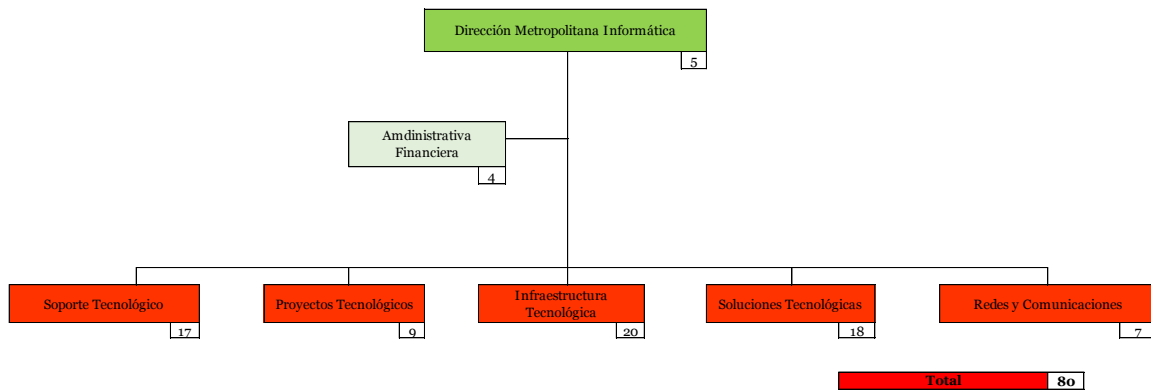 Dirección Metropolitana Informática
5
Amdinistrativa
Financiera
4
Soporte Tecnológico
17
Proyectos Tecnológicos
9
Infraestructura
Tecnológica
20
Soluciones Tecnológicas
18
Redes y Comunicaciones
7
Total 80